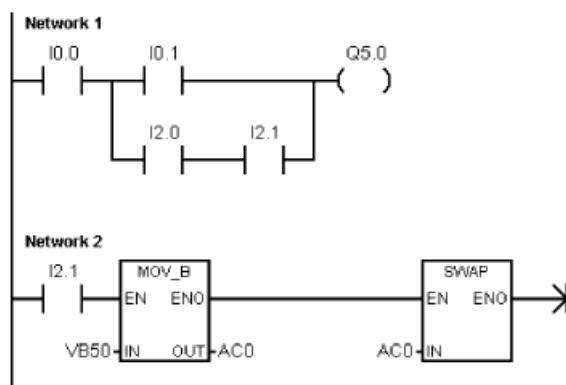 Network 1
I0.0 I0.1 Q5.0
I2.0 I2.1
Network 2
I2.1 MOV_B SWAP
EN ENO EN ENO
VB50 IN OUT AC0 AC0 IN